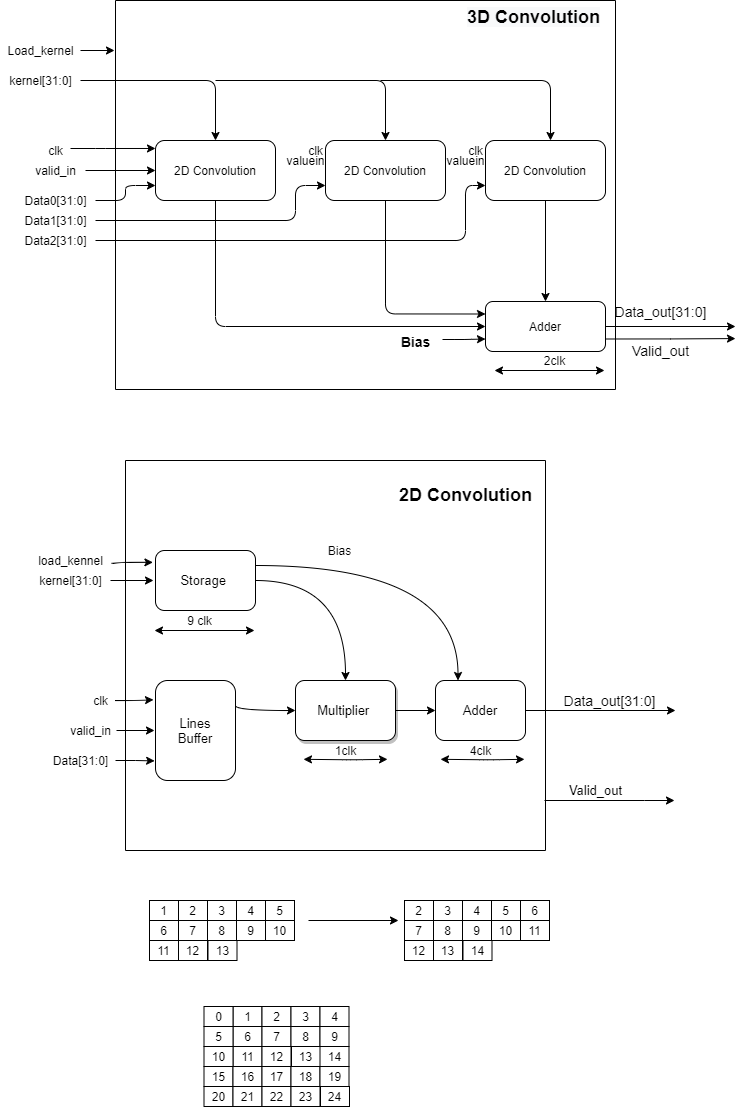 3D Convolution
Load_kernel
kernel[31:0]
clk
valid_in
Data0[31:0]
Data1[31:0]
Data2[31:0]
2D Convolution
clk
valuein
2D Convolution
clk
valuein
2D Convolution
Adder
Bias
2clk
Data_out[31:0]
Valid_out
2D Convolution
load_kennel
kernel[31:0]
Storage
9 clk
Bias
clk
valid_in
Data[31:0]
Lines
Buffer
Multiplier
1clk
Adder
4clk
Data_out[31:0]
Valid_out
1 2 3 4 5
6 7 8 9 10
11 12 13
2 3 4 5 6
7 8 9 10 11
12 13 14
0 1 2 3 4
5 6 7 8 9
10 11 12 13 14
15 16 17 18 19
20 21 22 23 24